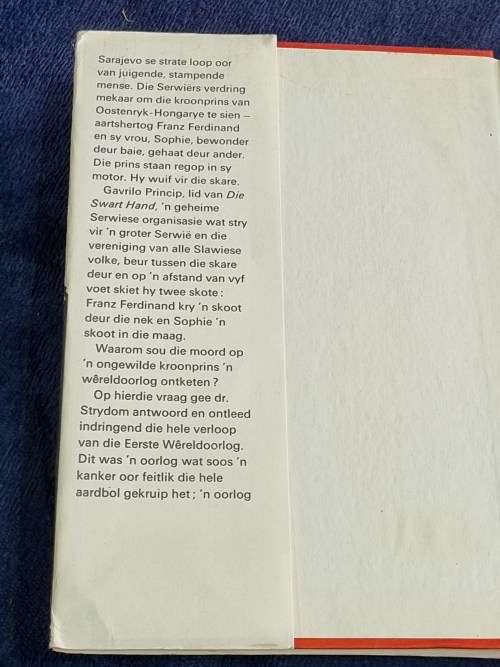 Sarajevo se strate loop oor
van juigende, stampende
mense. Die Serwiërs verdring
mekaar om die kroonprins van
Oostenryk-Hongarye te sien –
aartshertog Franz Ferdinand
en sy vrou, Sophie, bewonder
deur baie, gehaat deur ander.
Die prins staan regop in sy
motor. Hy wuif vir die skare.
Gavrilo Princip, lid van Die
Swart Hand, 'n geheime
Serwiese organisasie wat stry
vir 'n groter Serwië en die
vereniging van alle Slawiese
volke, beur tussen die skare
deur en op 'n afstand van vyf
voet skiet hy twee skote:
Franz Ferdinand kry 'n skoot
deur die nek en Sophie 'n
skoot in die maag.
Waarom sou die moord op
'n ongewilde kroonprins 'n
wêreldoorlog ontketen?
Op hierdie vraag gee dr.
Strydom antwoord en ontleed
indringend die hele verloop
van die Eerste Wêreldoorlog.
Dit was 'n oorlog wat soos 'n
kanker oor feitlik die hele
aardbol gekruip het; 'n oorlog